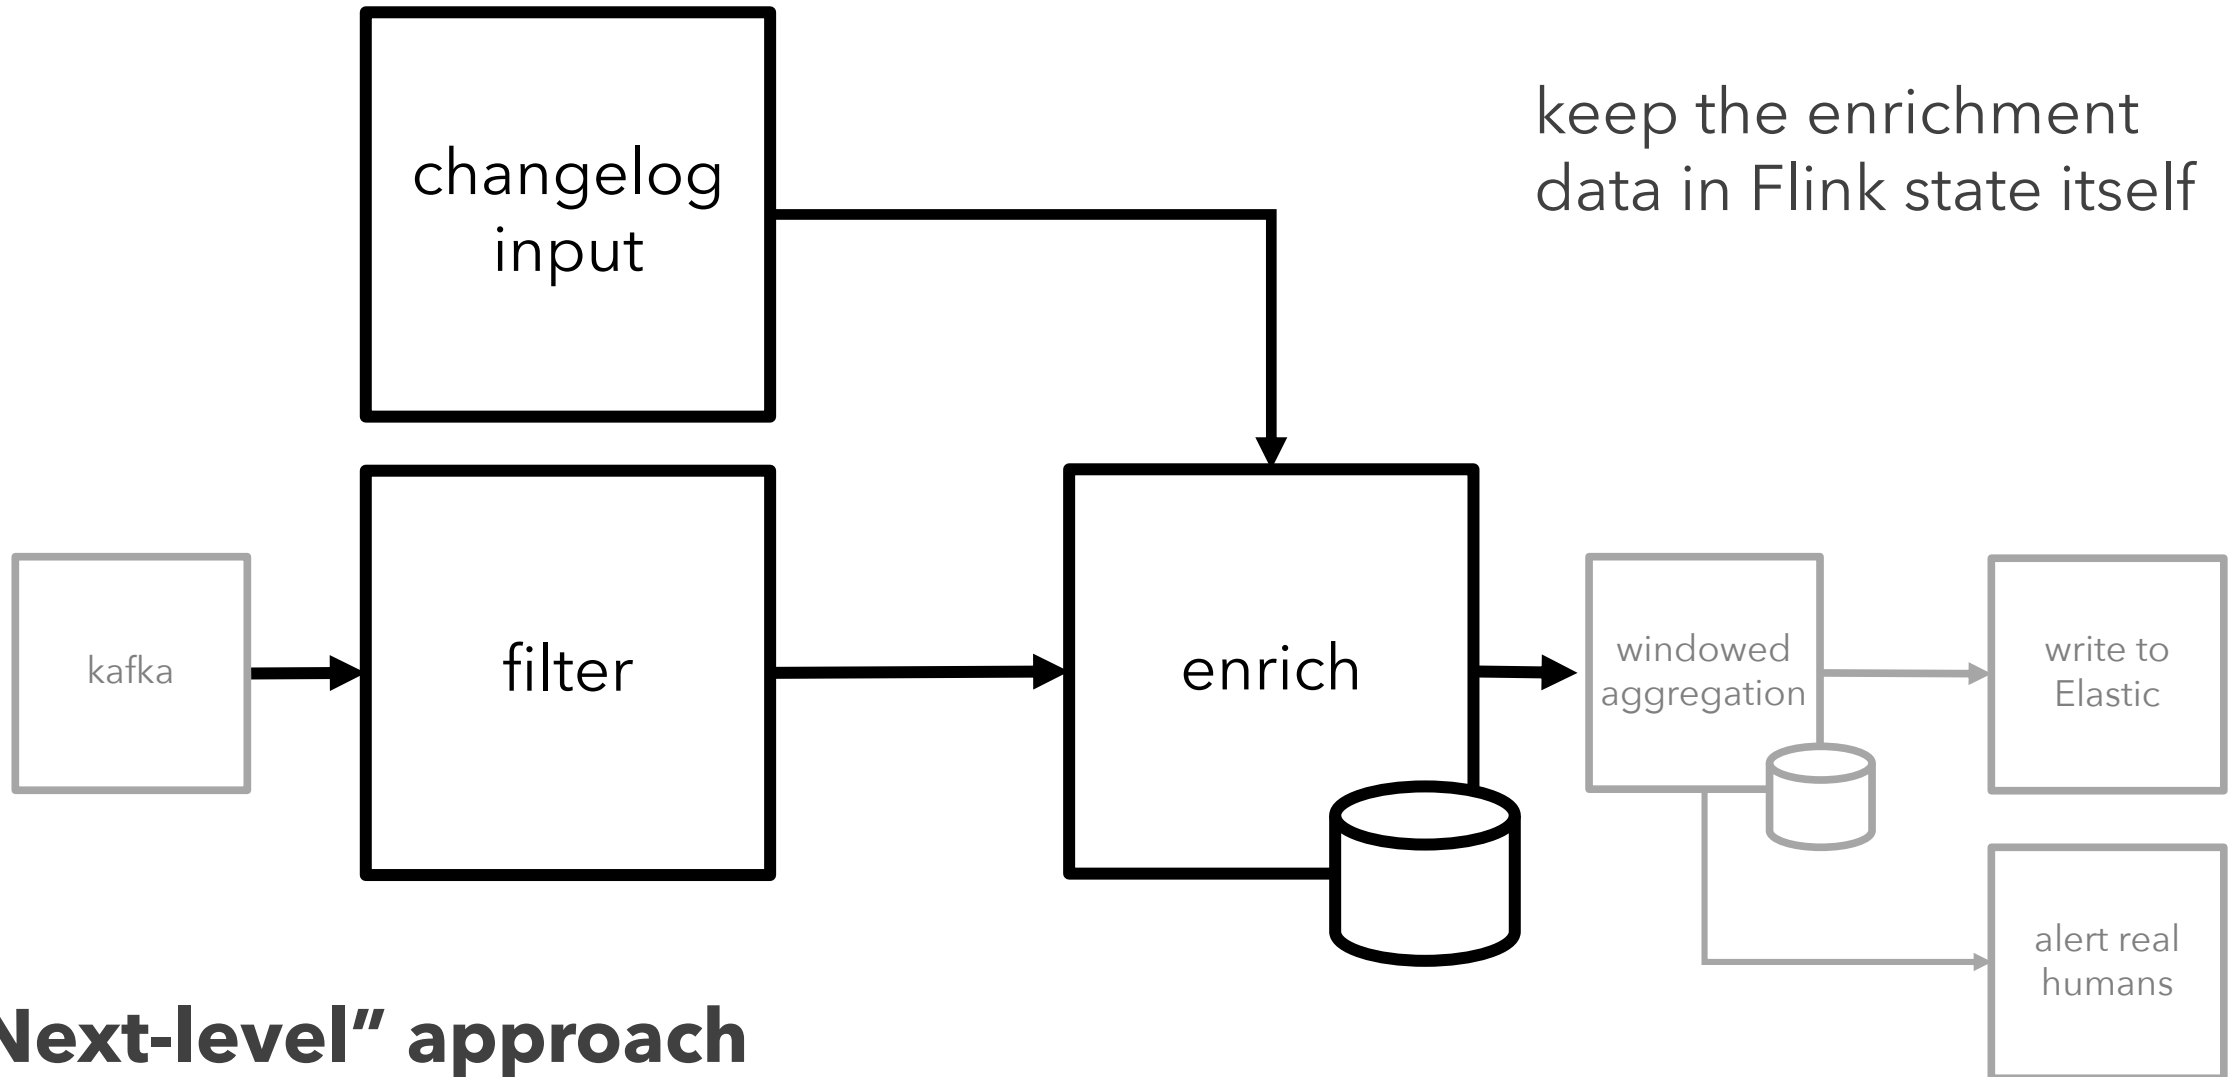 changelog
input
keep the enrichment
data in Flink state itself
kafka
filter
enrich
windowed
aggregation
write to
Elastic
alert real
humans
Next-level” approach